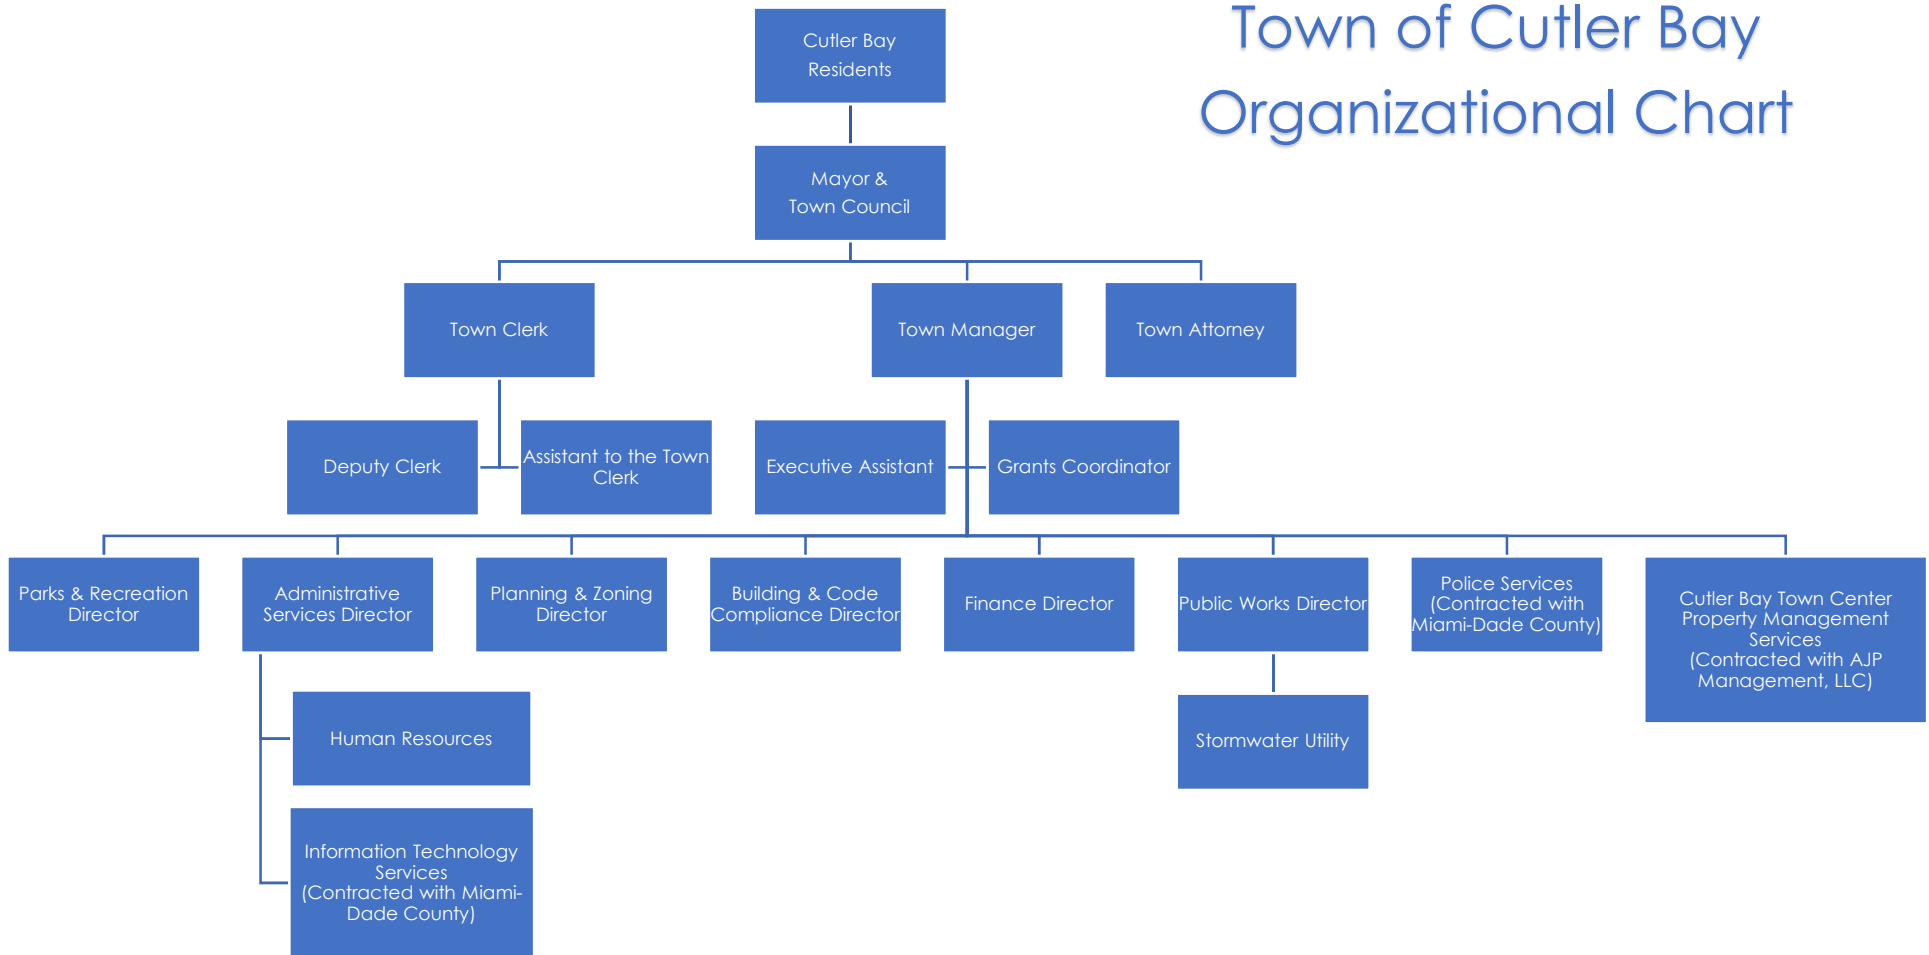 Town of Cutler Bay
Organizational Chart
Cutler Bay
Residents
Mayor &
Town Council
Town Clerk
Town Manager
Town Attorney
Deputy Clerk
Assistant to the Town
Clerk
Executive Assistant
Grants Coordinator
Parks & Recreation
Director
Administrative
Services Director
Planning & Zoning
Director
Building & Code
Compliance Director
Finance Director
Public Works Director
Police Services
(Contracted with
Miami-Dade County)
Cutler Bay Town Center
Property Management
Services
(Contracted with AJP
Management, LLC)
Human Resources
Stormwater Utility
Information Technology
Services
(Contracted with Miami-
Dade County)